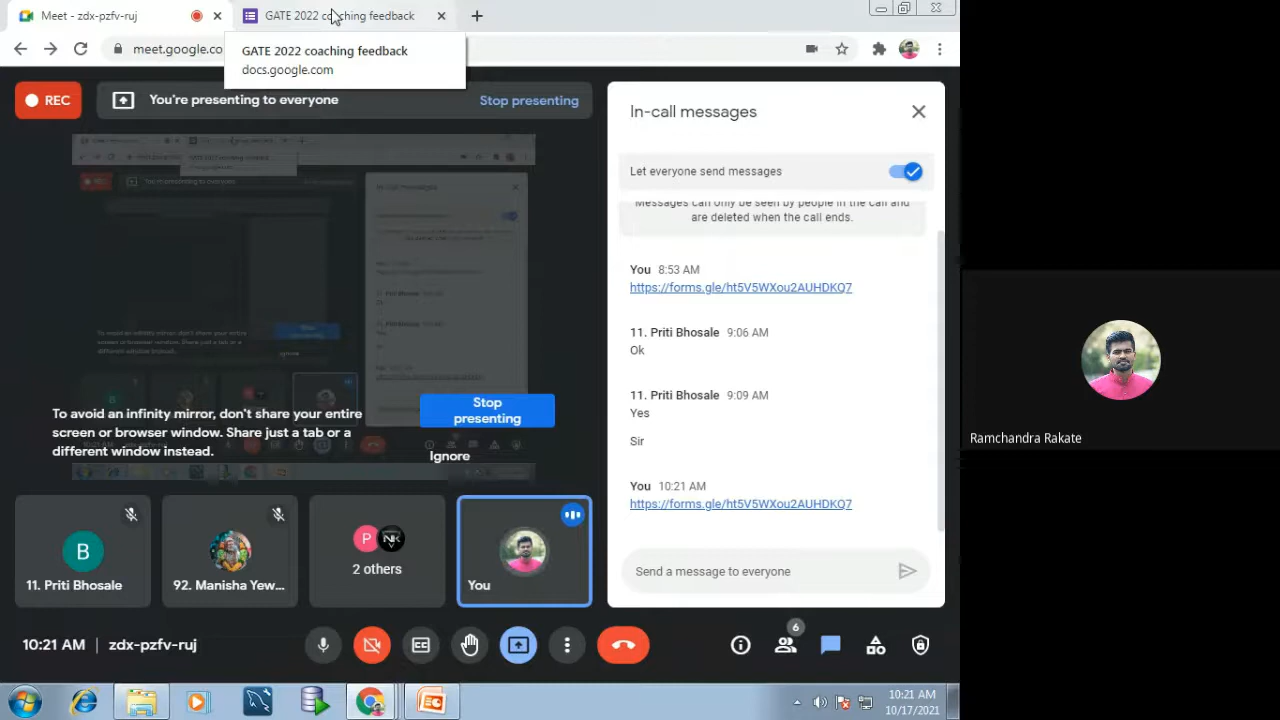 Meet - zdx-pzfv-ruj
GATE 2022 coaching feedback
meet.google.co
GATE 2022 coaching feedback
docs.google.com
REC
You're presenting to everyone
Stop presenting
In-call messages
Let everyone send messages
Messages can only be seen by people in the call and
are deleted when the call ends.
You 8:53 AM
https://forms.gle/ht5V5WXou2AUHDKQ7
11. Priti Bhosale 9:06 AM
Ok
11. Priti Bhosale 9:09 AM
Yes
Sir
You 10:21 AM
https://forms.gle/ht5V5WXou2AUHDKQ7
Send a message to everyone
To avoid an infinity mirror, don't share your entire
screen or browser window. Share just a tab or a
different window instead.
Stop
presenting
Ignore
B
11. Priti Bhosale
92. Manisha Yew...
P
NK
2 others
You
10:21 AM | zdx-pzfv-ruj
CC
6
10:21 AM
10/17/2021
Ramchandra Rakate